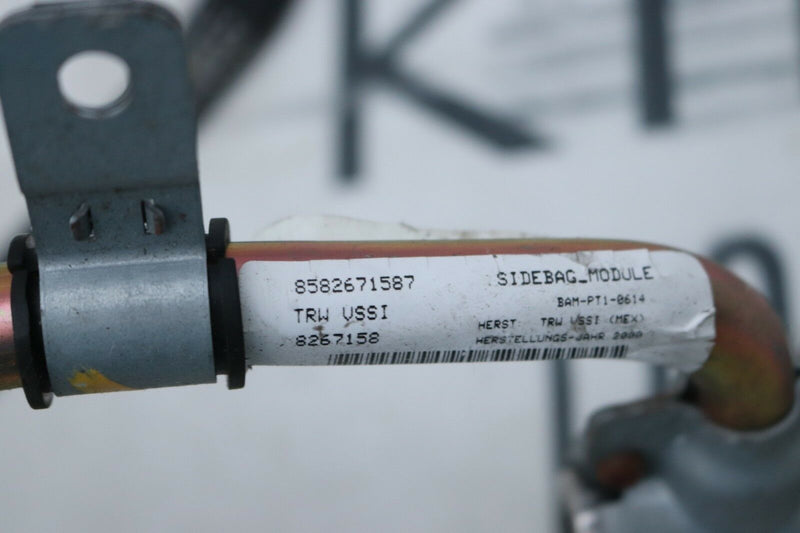 8582671587
TRW VSSI
8267158
SIDEBAG_MODULE
BAM-PT1-0614
HERST. TRW VSSI (MEX)
HERSTELLUNGS-JAHR 2000